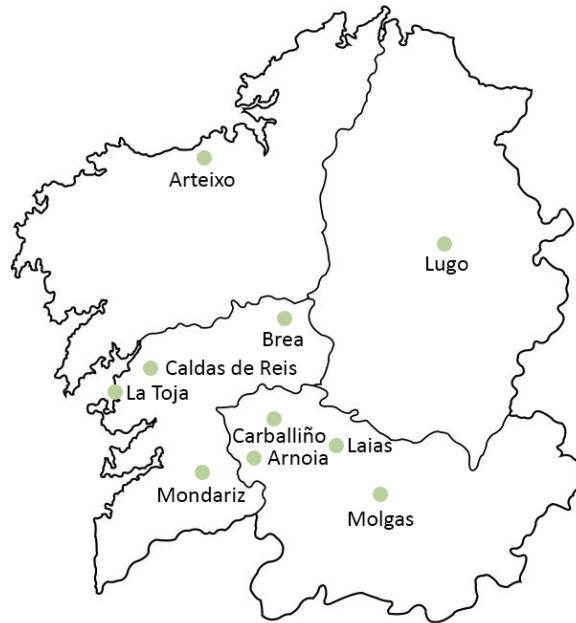 Arteixo
Lugo
Brea
Caldas de Reis
La Toja
Carballiño
Laias
Arnoia
Mondariz
Molgas